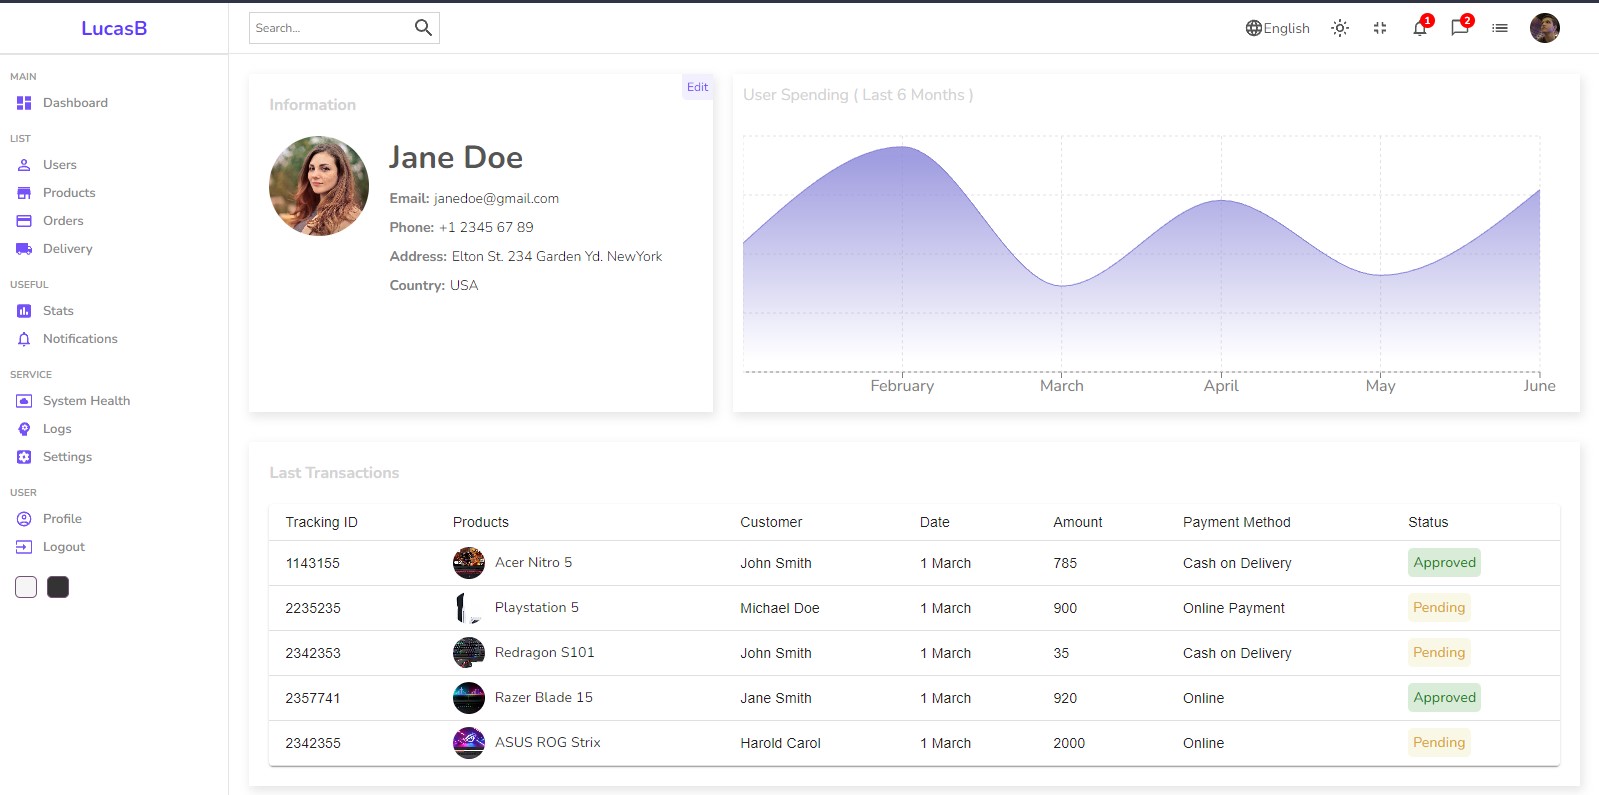 LucasB
Search...
English
1
2
MAIN
Dashboard
LIST
Users
Products
Orders
Delivery
USEFUL
Stats
Notifications
SERVICE
System Health
Logs
Settings
USER
Profile
Logout
Edit
Information
Jane Doe
Email: janedoe@gmail.com
Phone: +1 2345 67 89
Address: Elton St. 234 Garden Yd. NewYork
Country: USA
User Spending ( Last 6 Months )
February March April May June
Last Transactions
Tracking ID Products Customer Date Amount Payment Method Status
1143155 Acer Nitro 5 John Smith 1 March 785 Cash on Delivery Approved
2235235 Playstation 5 Michael Doe 1 March 900 Online Payment Pending
2342353 Redragon S101 John Smith 1 March 35 Cash on Delivery Pending
2357741 Razer Blade 15 Jane Smith 1 March 920 Online Approved
2342355 ASUS ROG Strix Harold Carol 1 March 2000 Online Pending